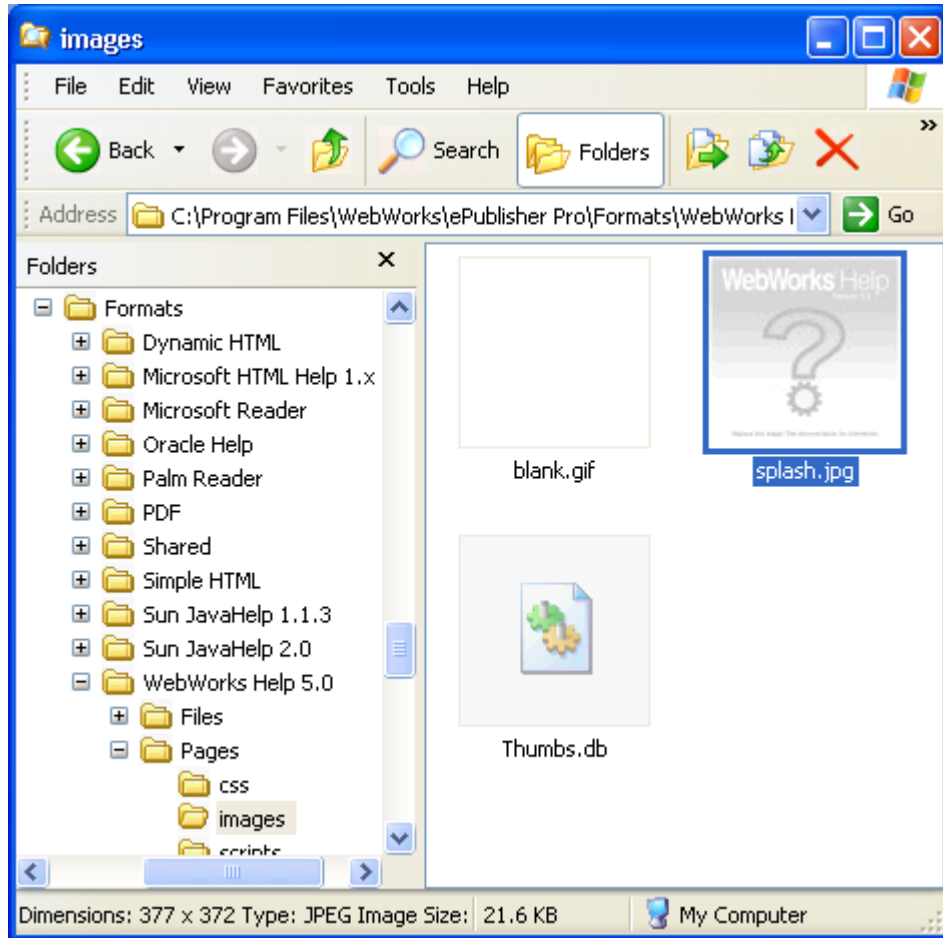 images
File Edit View Favorites Tools Help
Back Search Folders »
Address C:\Program Files\WebWorks\ePublisher Pro\Formats\WebWorks Go
Folders
Formats
Dynamic HTML
Microsoft HTML Help 1.x
Microsoft Reader
Oracle Help
Palm Reader
PDF
Shared
Simple HTML
Sun JavaHelp 1.1.3
Sun JavaHelp 2.0
WebWorks Help 5.0
Files
Pages
css
images
scripts
WebWorks Help
blank.gif
splash.jpg
Thumbs.db
Dimensions: 377 x 372 Type: JPEG Image Size: 21.6 KB My Computer